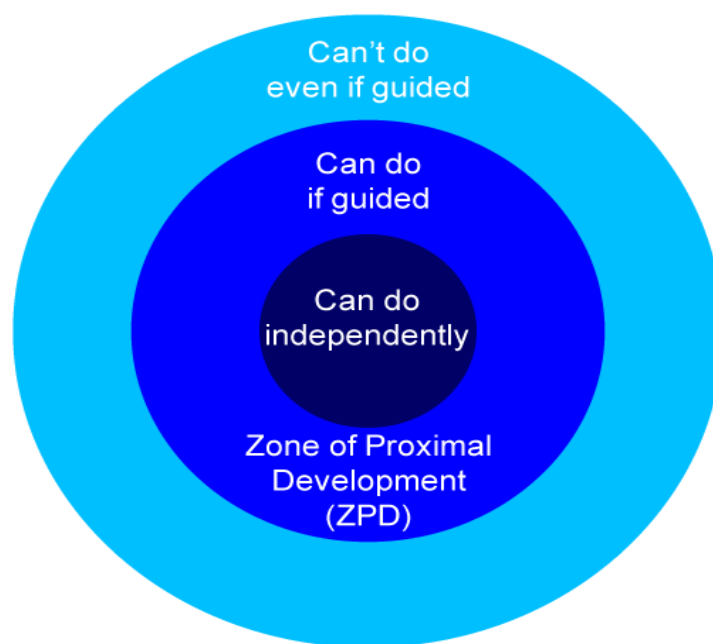 Can’t do
even if guided
Can do
if guided
Can do
independently
Zone of Proximal
Development
(ZPD)